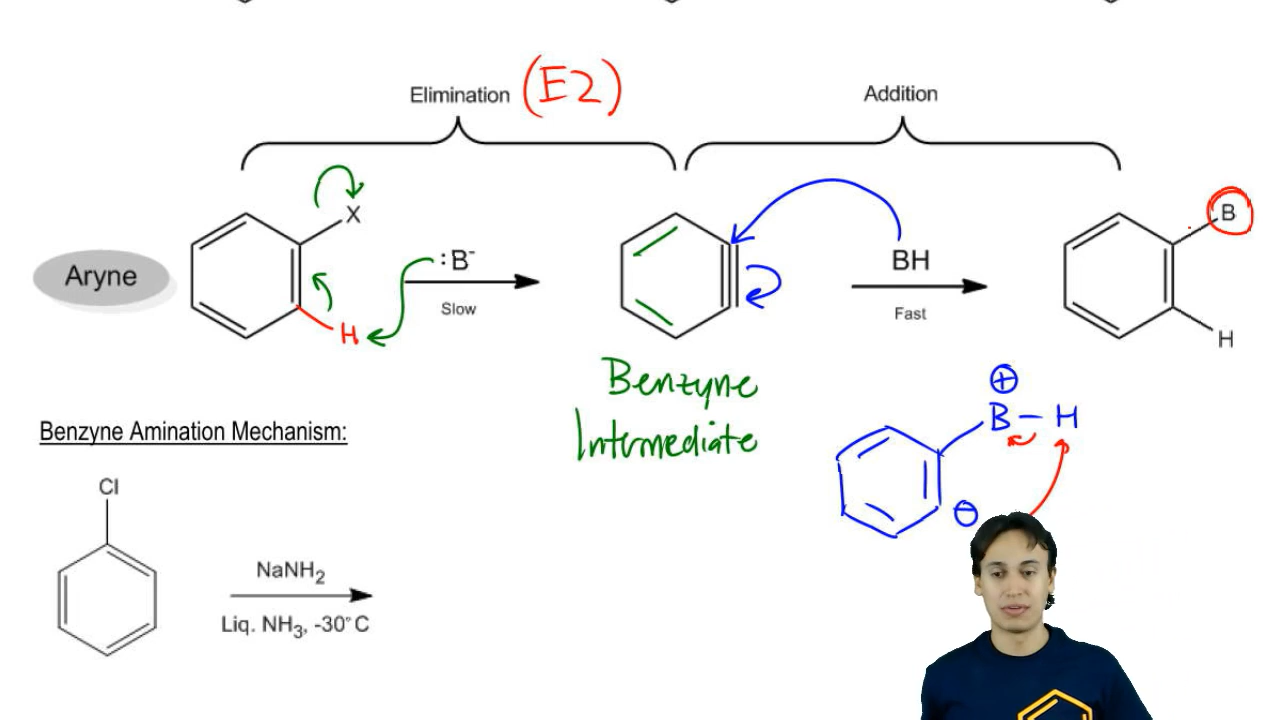 Elimination (E2)
Addition
X
B
Aryne
:B⁻
BH
Slow
Fast
H
H
Benzyne
Intermediate
Benzyne Amination Mechanism:
⊕
B – H
⊖
Cl
NaNH₂
Liq. NH₃, -30°C